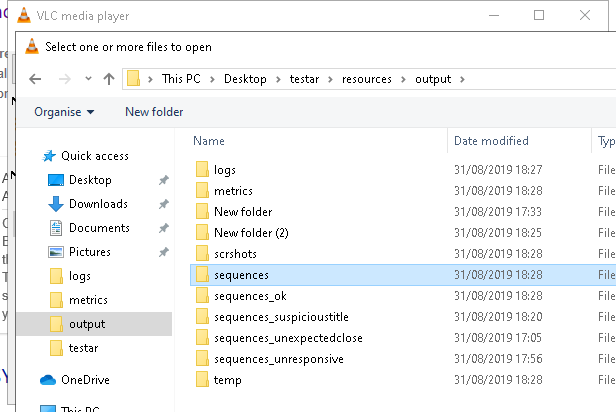 VLC media player
Select one or more files to open
This PC > Desktop > testar > resources > output >
Organise New folder
Name Date modified Typ
Quick access
Desktop
Downloads
Documents
Pictures
logs
metrics
output
testar
OneDrive
This PC
logs 31/08/2019 18:27 File
metrics 31/08/2019 18:28 File
New folder 31/08/2019 17:33 File
New folder (2) 31/08/2019 18:25 File
scrshots 31/08/2019 18:28 File
sequences 31/08/2019 18:28 File
sequences_ok 31/08/2019 18:28 File
sequences_suspicioustitle 31/08/2019 18:20 File
sequences_unexpectedclose 31/08/2019 17:05 File
sequences_unresponsive 31/08/2019 17:56 File
temp 31/08/2019 18:28 File